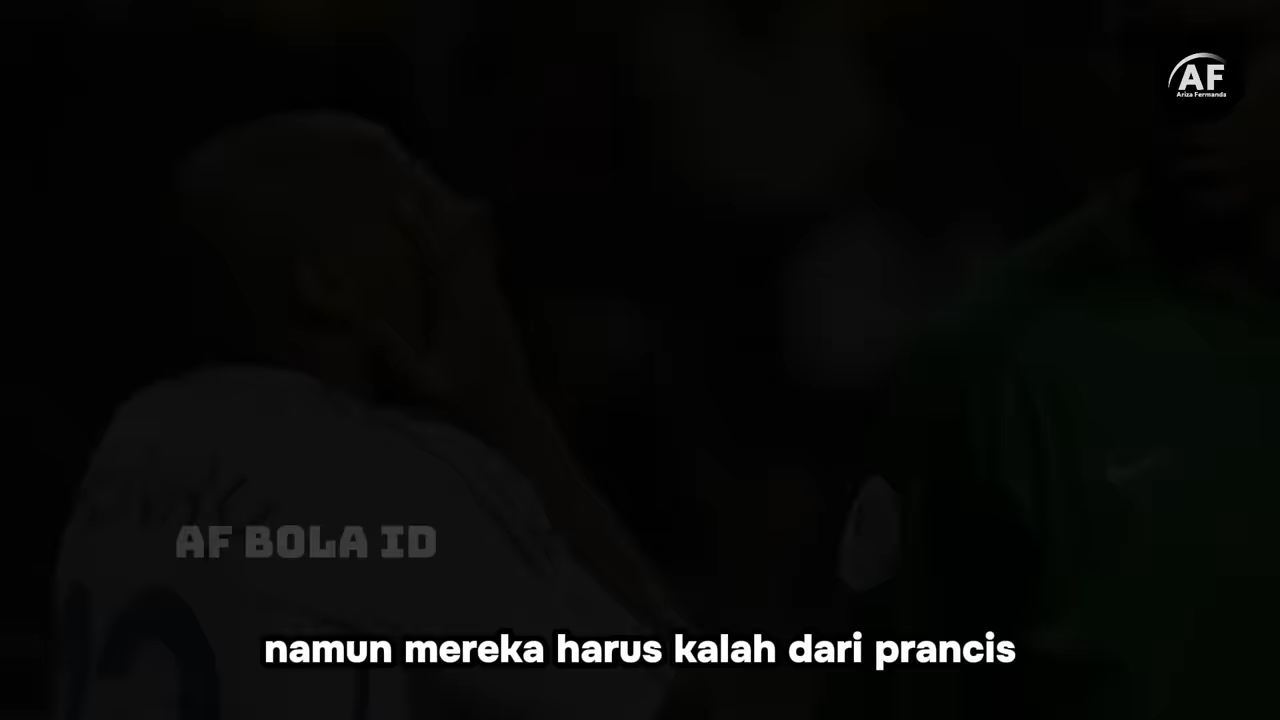 AF
Ariza Fermanda
AF BOLA ID
namun mereka harus kalah dari prancis